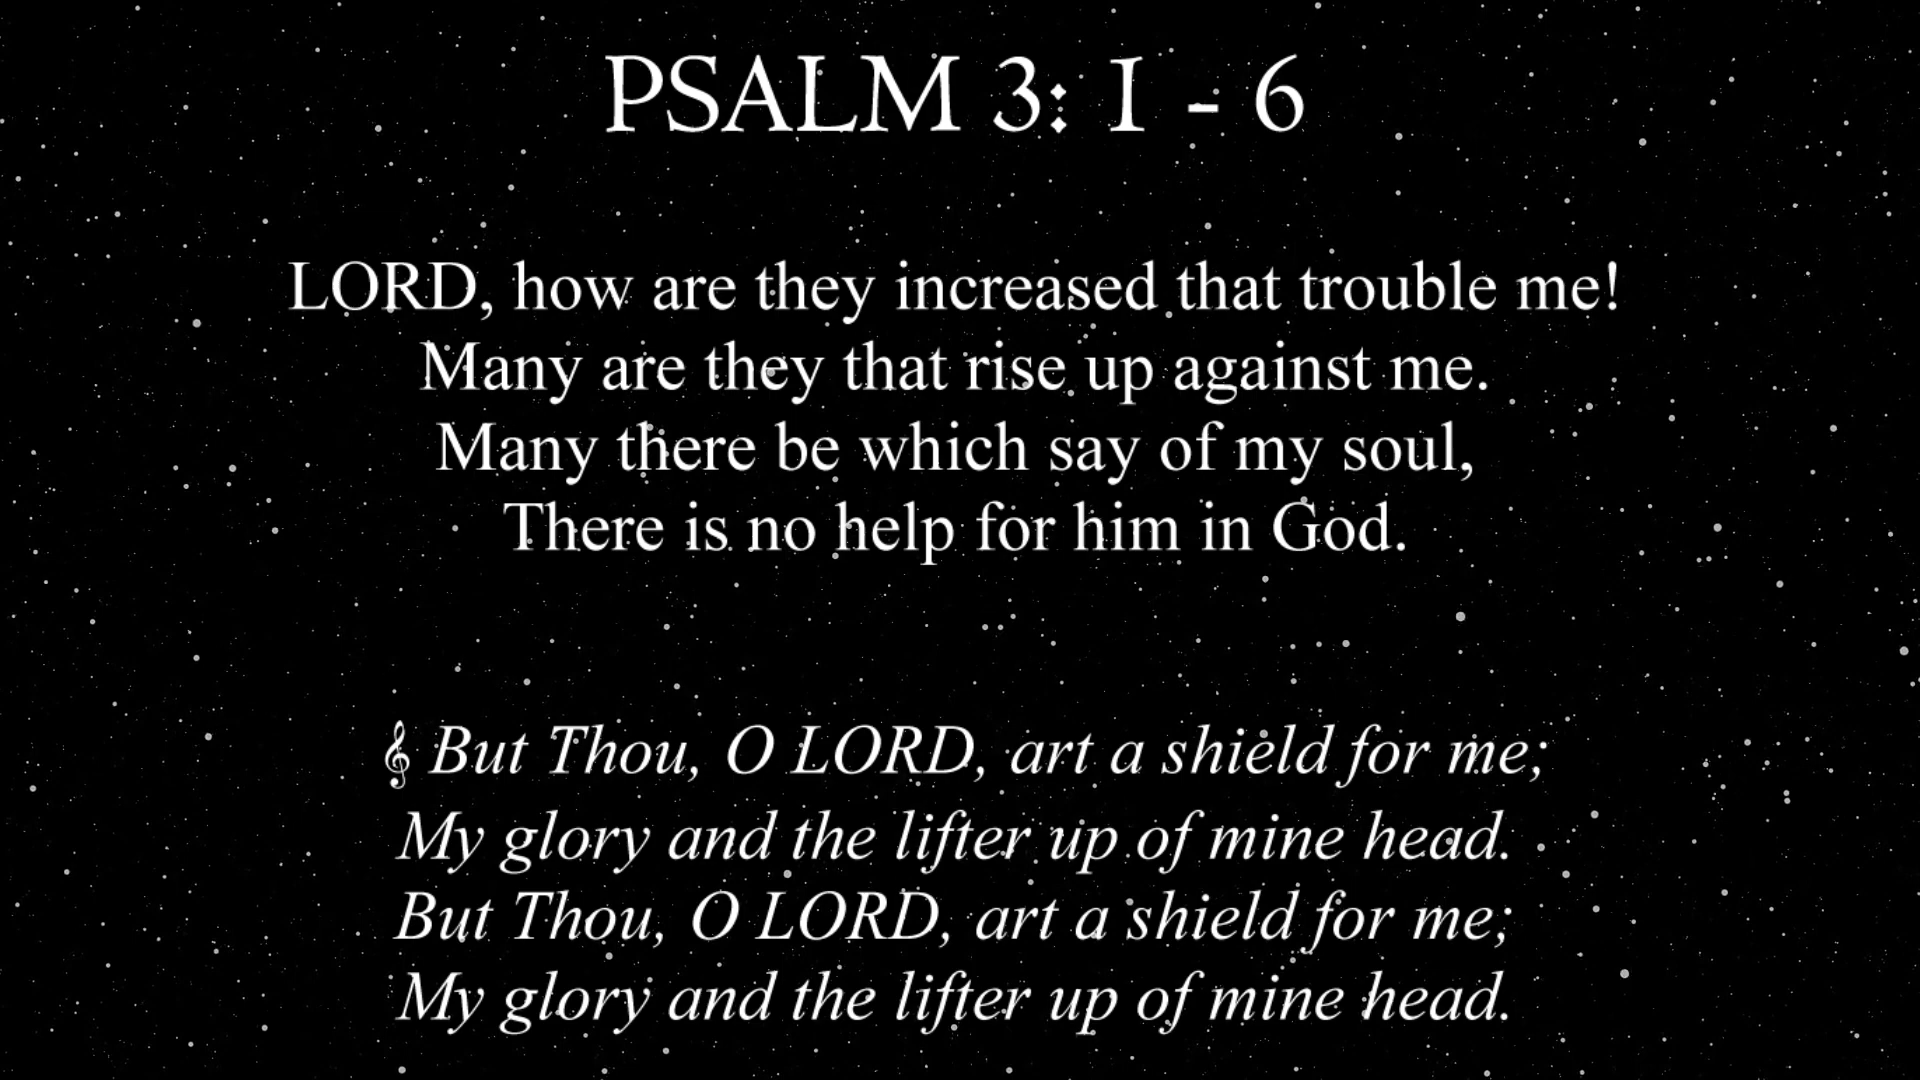 PSALM 3: 1 - 6
LORD, how are they increased that trouble me!
Many are they that rise up against me.
Many there be which say of my soul,
There is no help for him in God.
𝄞 But Thou, O LORD, art a shield for me;
My glory and the lifter up of mine head.
But Thou, O LORD, art a shield for me;
My glory and the lifter up of mine head.